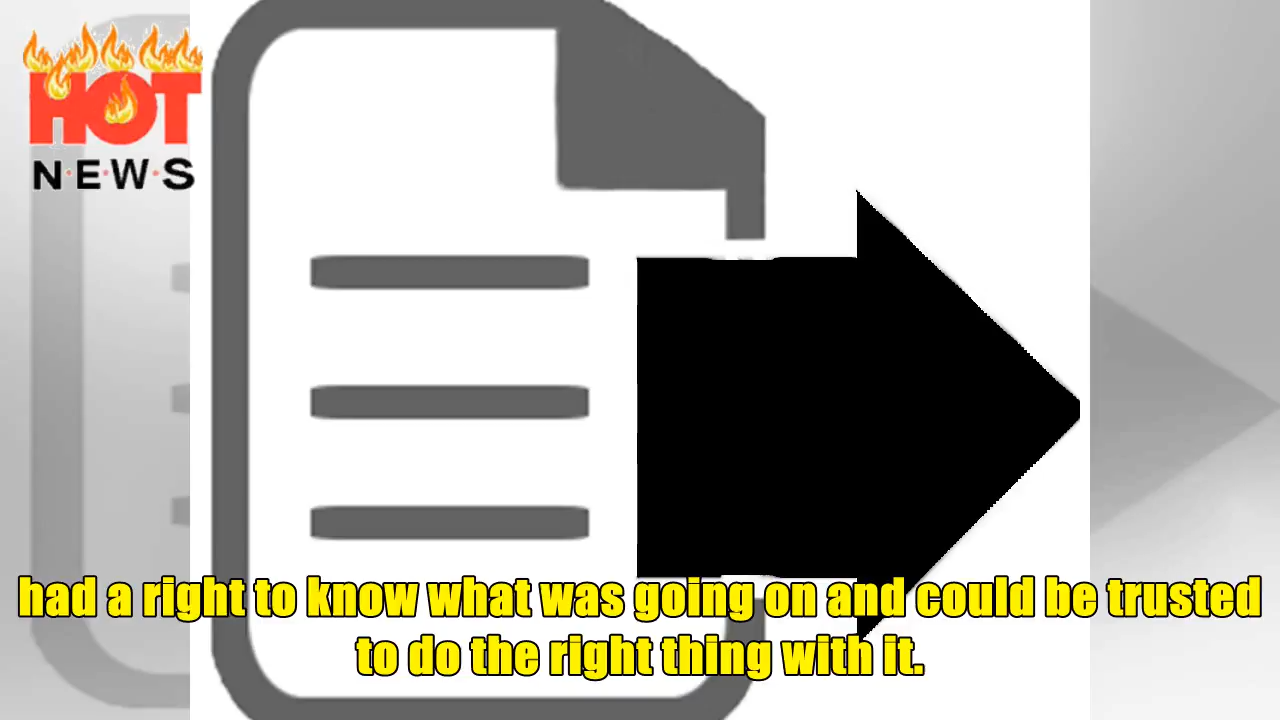 HOT
N·E·W·S
had a right to know what was going on and could be trusted
to do the right thing with it.